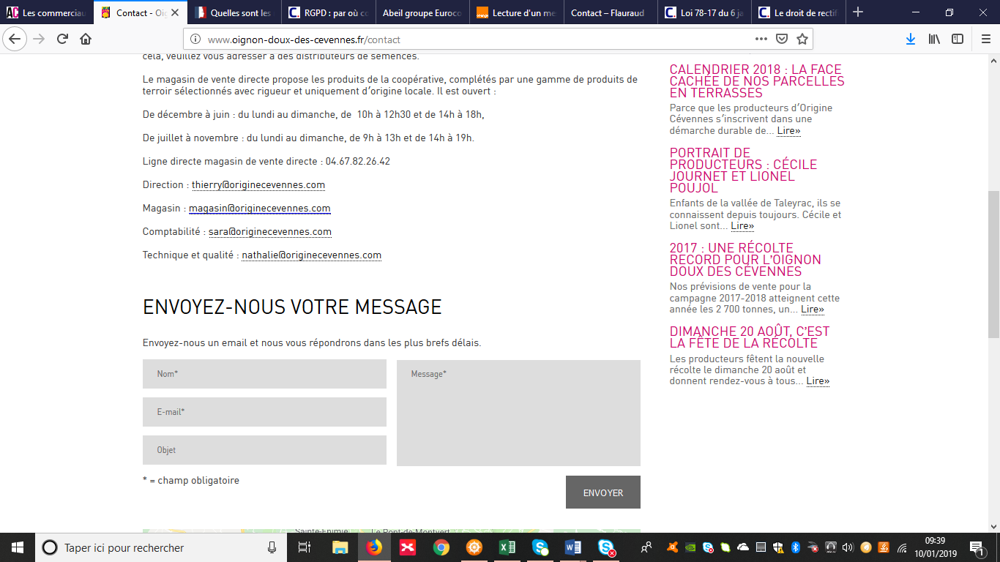 Les commerciau
Contact - Oig
Quelles sont les
RGPD : par où co
Abeil groupe Euroco
Lecture d'un me
Contact – Flauraud
Loi 78-17 du 6 ja
Le droit de rectif
www.oignon-doux-des-cevennes.fr/contact
cela, veuillez vous adresser à des distributeurs de semences.
Le magasin de vente directe propose les produits de la coopérative, complétés par une gamme de produits de
terroir sélectionnés avec rigueur et uniquement d'origine locale. Il est ouvert :
De décembre à juin : du lundi au dimanche, de 10h à 12h30 et de 14h à 18h,
De juillet à novembre : du lundi au dimanche, de 9h à 13h et de 14h à 19h.
Ligne directe magasin de vente directe : 04.67.82.26.42
Direction : thierry@originecevennes.com
Magasin : magasin@originecevennes.com
Comptabilité : sara@originecevennes.com
Technique et qualité : nathalie@originecevennes.com
ENVOYEZ-NOUS VOTRE MESSAGE
Envoyez-nous un email et nous vous répondrons dans les plus brefs délais.
Nom*
E-mail*
Objet
Message*
* = champ obligatoire
ENVOYER
Sainte-Enimie
Le Pont-de-Montvert
CALENDRIER 2018 : LA FACE
CACHÉE DE NOS PARCELLES
EN TERRASSES
Parce que les producteurs d'Origine
Cévennes s'inscrivent dans une
démarche durable de... Lire»
PORTRAIT DE
PRODUCTEURS : CÉCILE
JOURNET ET LIONEL
POUJOL
Enfants de la vallée de Taleyrac, ils se
connaissent depuis toujours. Cécile et
Lionel sont... Lire»
2017 : UNE RÉCOLTE
RECORD POUR L'OIGNON
DOUX DES CÉVENNES
Nos prévisions de vente pour la
campagne 2017-2018 atteignent cette
année les 2 700 tonnes, un... Lire»
DIMANCHE 20 AOÛT, C'EST
LA FÊTE DE LA RÉCOLTE
Les producteurs fêtent la nouvelle
récolte le dimanche 20 août et
donnent rendez-vous à tous... Lire»
Taper ici pour rechercher
09:39
10/01/2019